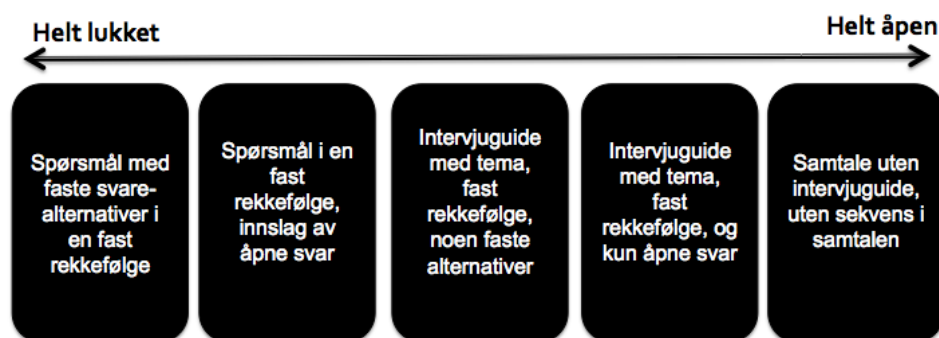 Helt lukket
Helt åpen
Spørsmål med
faste svare-
alternativer i
en fast
rekkefølge
Spørsmål i en
fast
rekkefølge,
innslag av
åpne svar
Intervjuguide
med tema,
fast
rekkefølge,
noen faste
alternativer
Intervjuguide
med tema,
fast
rekkefølge, og
kun åpne svar
Samtale uten
intervjuguide,
uten sekvens i
samtalen